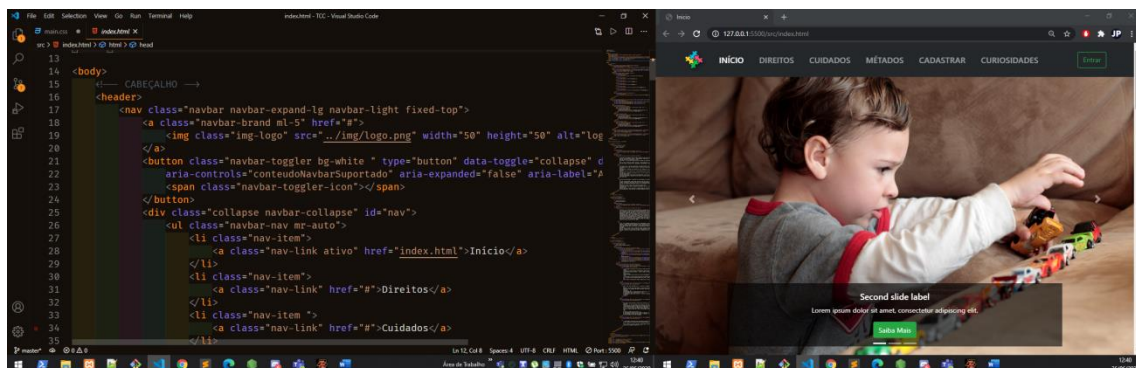 File Edit Selection View Go Run Terminal Help
index.html - TCC - Visual Studio Code
main.css index.html
src > index.html > html > head
13
14 <body>
15 <!-- CABEÇALHO -->
16 <header>
17 <nav class="navbar navbar-expand-lg navbar-light fixed-top">
18 <a class="navbar-brand ml-5" href="#">
19 <img class="img-logo" src="../img/logo.png" width="50" height="50" alt="log
20 </a>
21 <button class="navbar-toggler bg-white " type="button" data-toggle="collapse" d
22 aria-controls="conteudoNavbarSuportado" aria-expanded="false" aria-label="A
23 <span class="navbar-toggler-icon"></span>
24 </button>
25 <div class="collapse navbar-collapse" id="nav">
26 <ul class="navbar-nav mr-auto">
27 <li class="nav-item">
28 <a class="nav-link ativo" href="index.html">Início</a>
29 </li>
30 <li class="nav-item">
31 <a class="nav-link" href="#">Direitos</a>
32 </li>
33 <li class="nav-item ">
34 <a class="nav-link" href="#">Cuidados</a>
35 </li>
master* 0 0 Ln 12, Col 8 Spaces: 4 UTF-8 CRLF HTML Port : 5500
Área de Trabalho 12:40
Início
127.0.0.1:5500/src/index.html JP
INÍCIO DIREITOS CUIDADOS MÉTADOS CADASTRAR CURIOSIDADES Entrar
Second slide label
Lorem ipsum dolor sit amet, consectetur adipiscing elit.
Saiba Mais
12:40